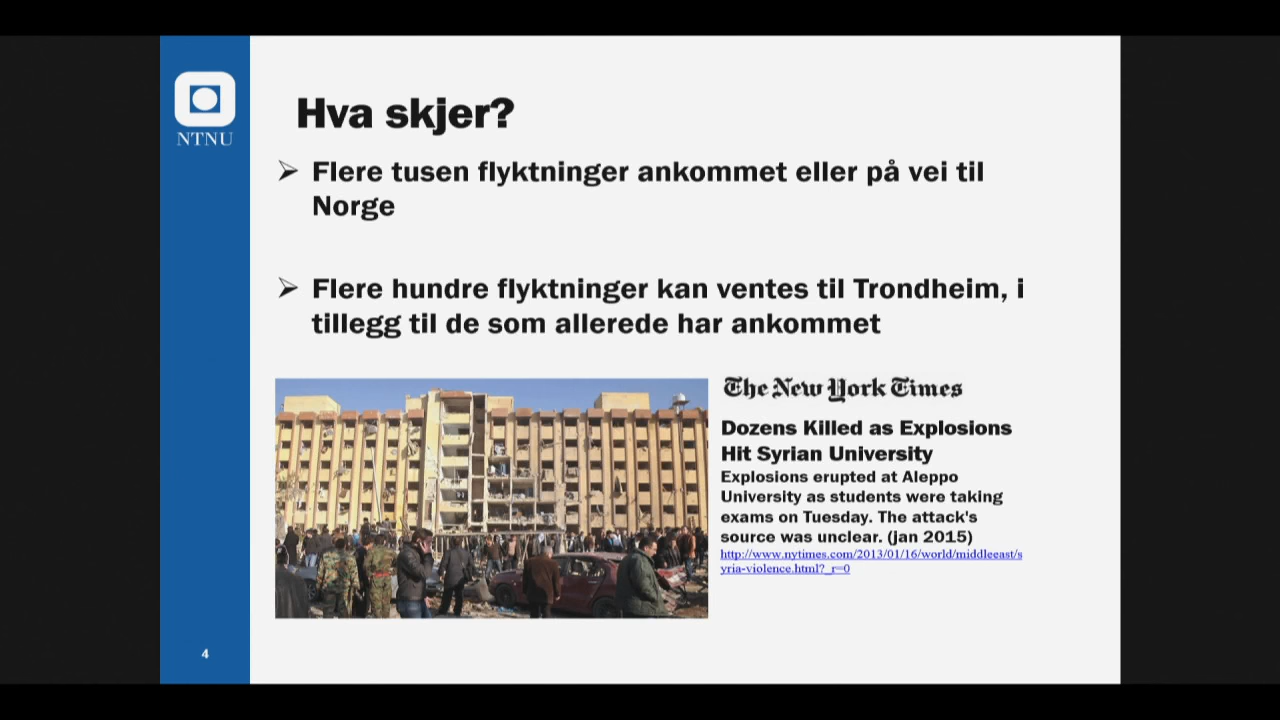 NTNU
Hva skjer?
Flere tusen flyktninger ankommet eller på vei til
Norge
Flere hundre flyktninger kan ventes til Trondheim, i
tillegg til de som allerede har ankommet
The New York Times
Dozens Killed as Explosions
Hit Syrian University
Explosions erupted at Aleppo
University as students were taking
exams on Tuesday. The attack's
source was unclear. (jan 2015)
http://www.nytimes.com/2013/01/16/world/middleeast/s
yria-violence.html?_r=0
4